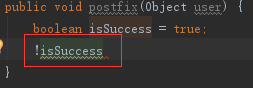 public void postfix(Object user) {
boolean isSuccess = true;
!isSuccess
}